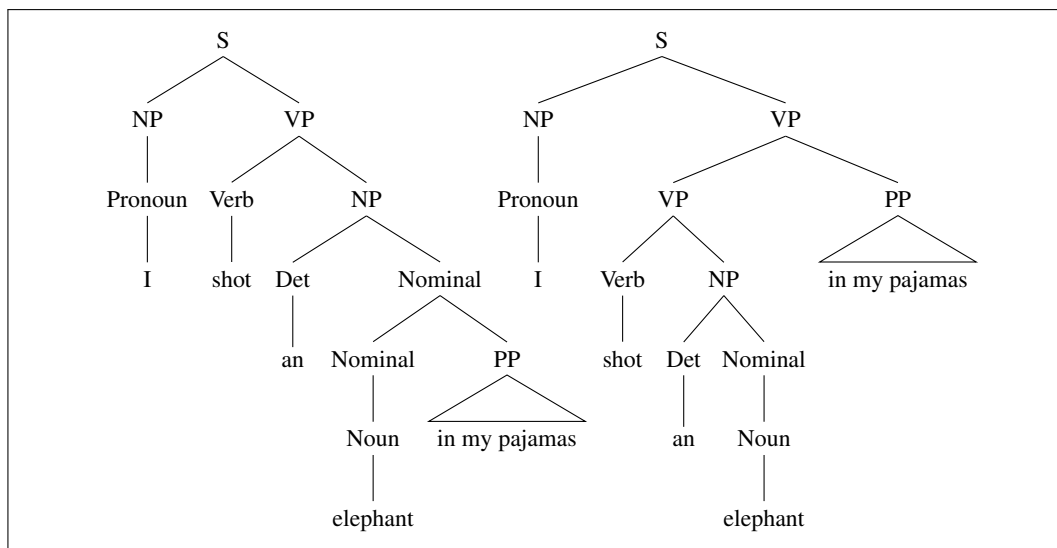 S S
NP VP NP VP
Pronoun Verb NP Pronoun VP PP
I shot Det Nominal I Verb NP in my pajamas
an Nominal PP shot Det Nominal
Noun in my pajamas an Noun
elephant elephant